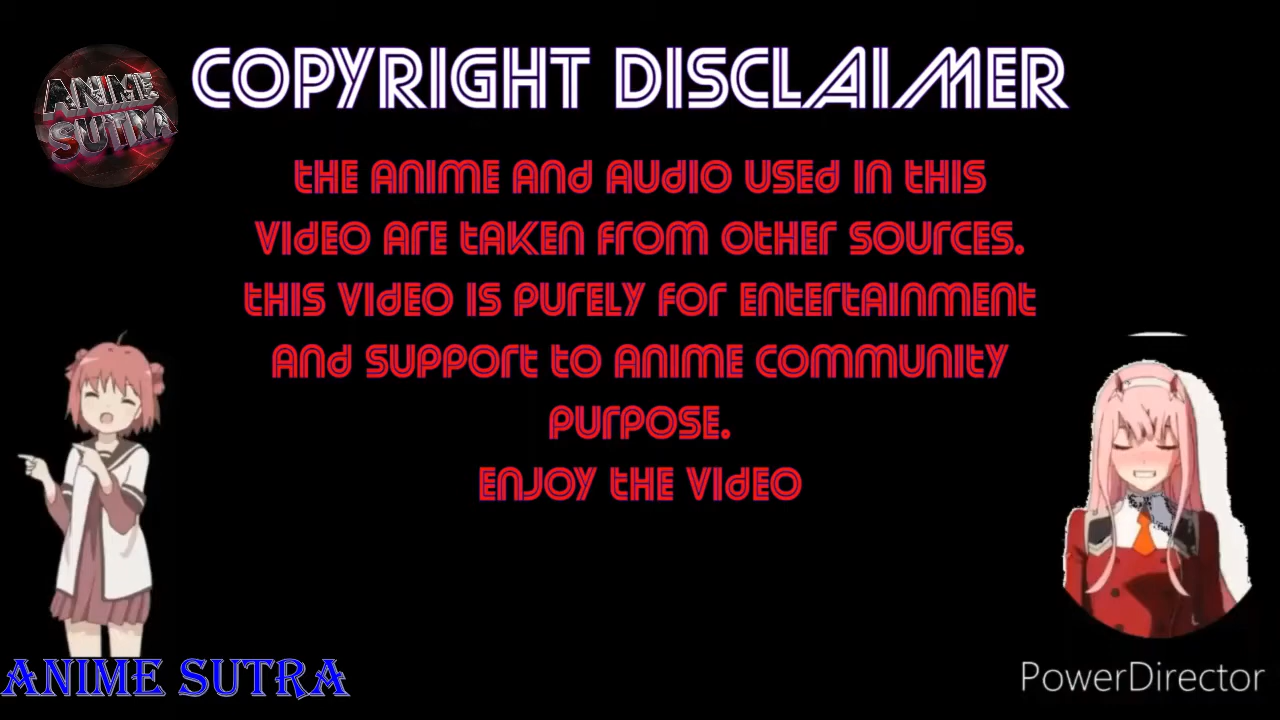 ANIME
SUTRA
COPYRIGHT DISCLAIMER
THE ANIME AND AUDIO USED IN THIS
VIDEO ARE TAKEN FROM OTHER SOURCES.
THIS VIDEO IS PURELY FOR ENTERTAINMENT
AND SUPPORT TO ANIME COMMUNITY
PURPOSE.
ENJOY THE VIDEO
ANIME SUTRA
PowerDirector